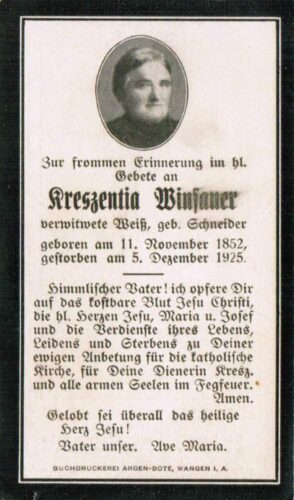 Zur frommen Erinnerung im hl.
Gebete an
Kreszentia Winsauer
verwitwete Weiß, geb. Schneider
geboren am 11. November 1852,
gestorben am 5. Dezember 1925.
Himmlischer Vater! ich opfere Dir
auf das kostbare Blut Jesu Christi,
die hl. Herzen Jesu, Maria u. Josef
und die Verdienste ihres Lebens,
Leidens und Sterbens zu Deiner
ewigen Anbetung für die katholische
Kirche, für Deine Dienerin Kresz.
und alle armen Seelen im Fegfeuer.
Amen.
Gelobt sei überall das heilige
Herz Jesu!
Vater unser. Ave Maria.
BUCHDRUCKEREI ARGEN-BOTE, WANGEN I. A.